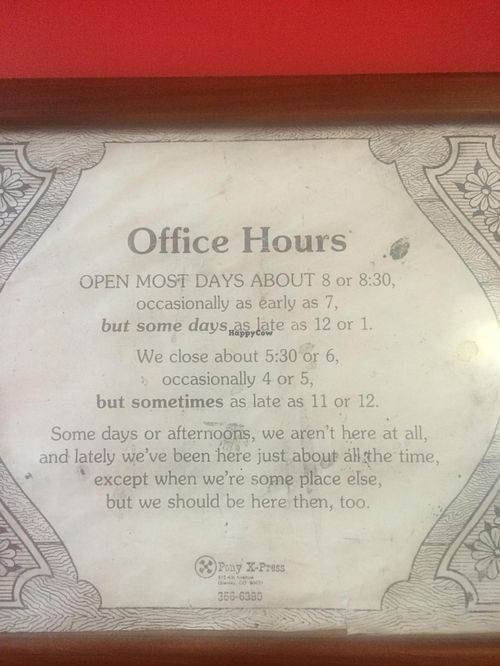 Office Hours
OPEN MOST DAYS ABOUT 8 or 8:30,
occasionally as early as 7,
but some days as late as 12 or 1.
HappyCow
We close about 5:30 or 6,
occasionally 4 or 5,
but sometimes as late as 11 or 12.
Some days or afternoons, we aren't here at all,
and lately we've been here just about all the time,
except when we're some place else,
but we should be here then, too.
Pony X-Press
366-6380